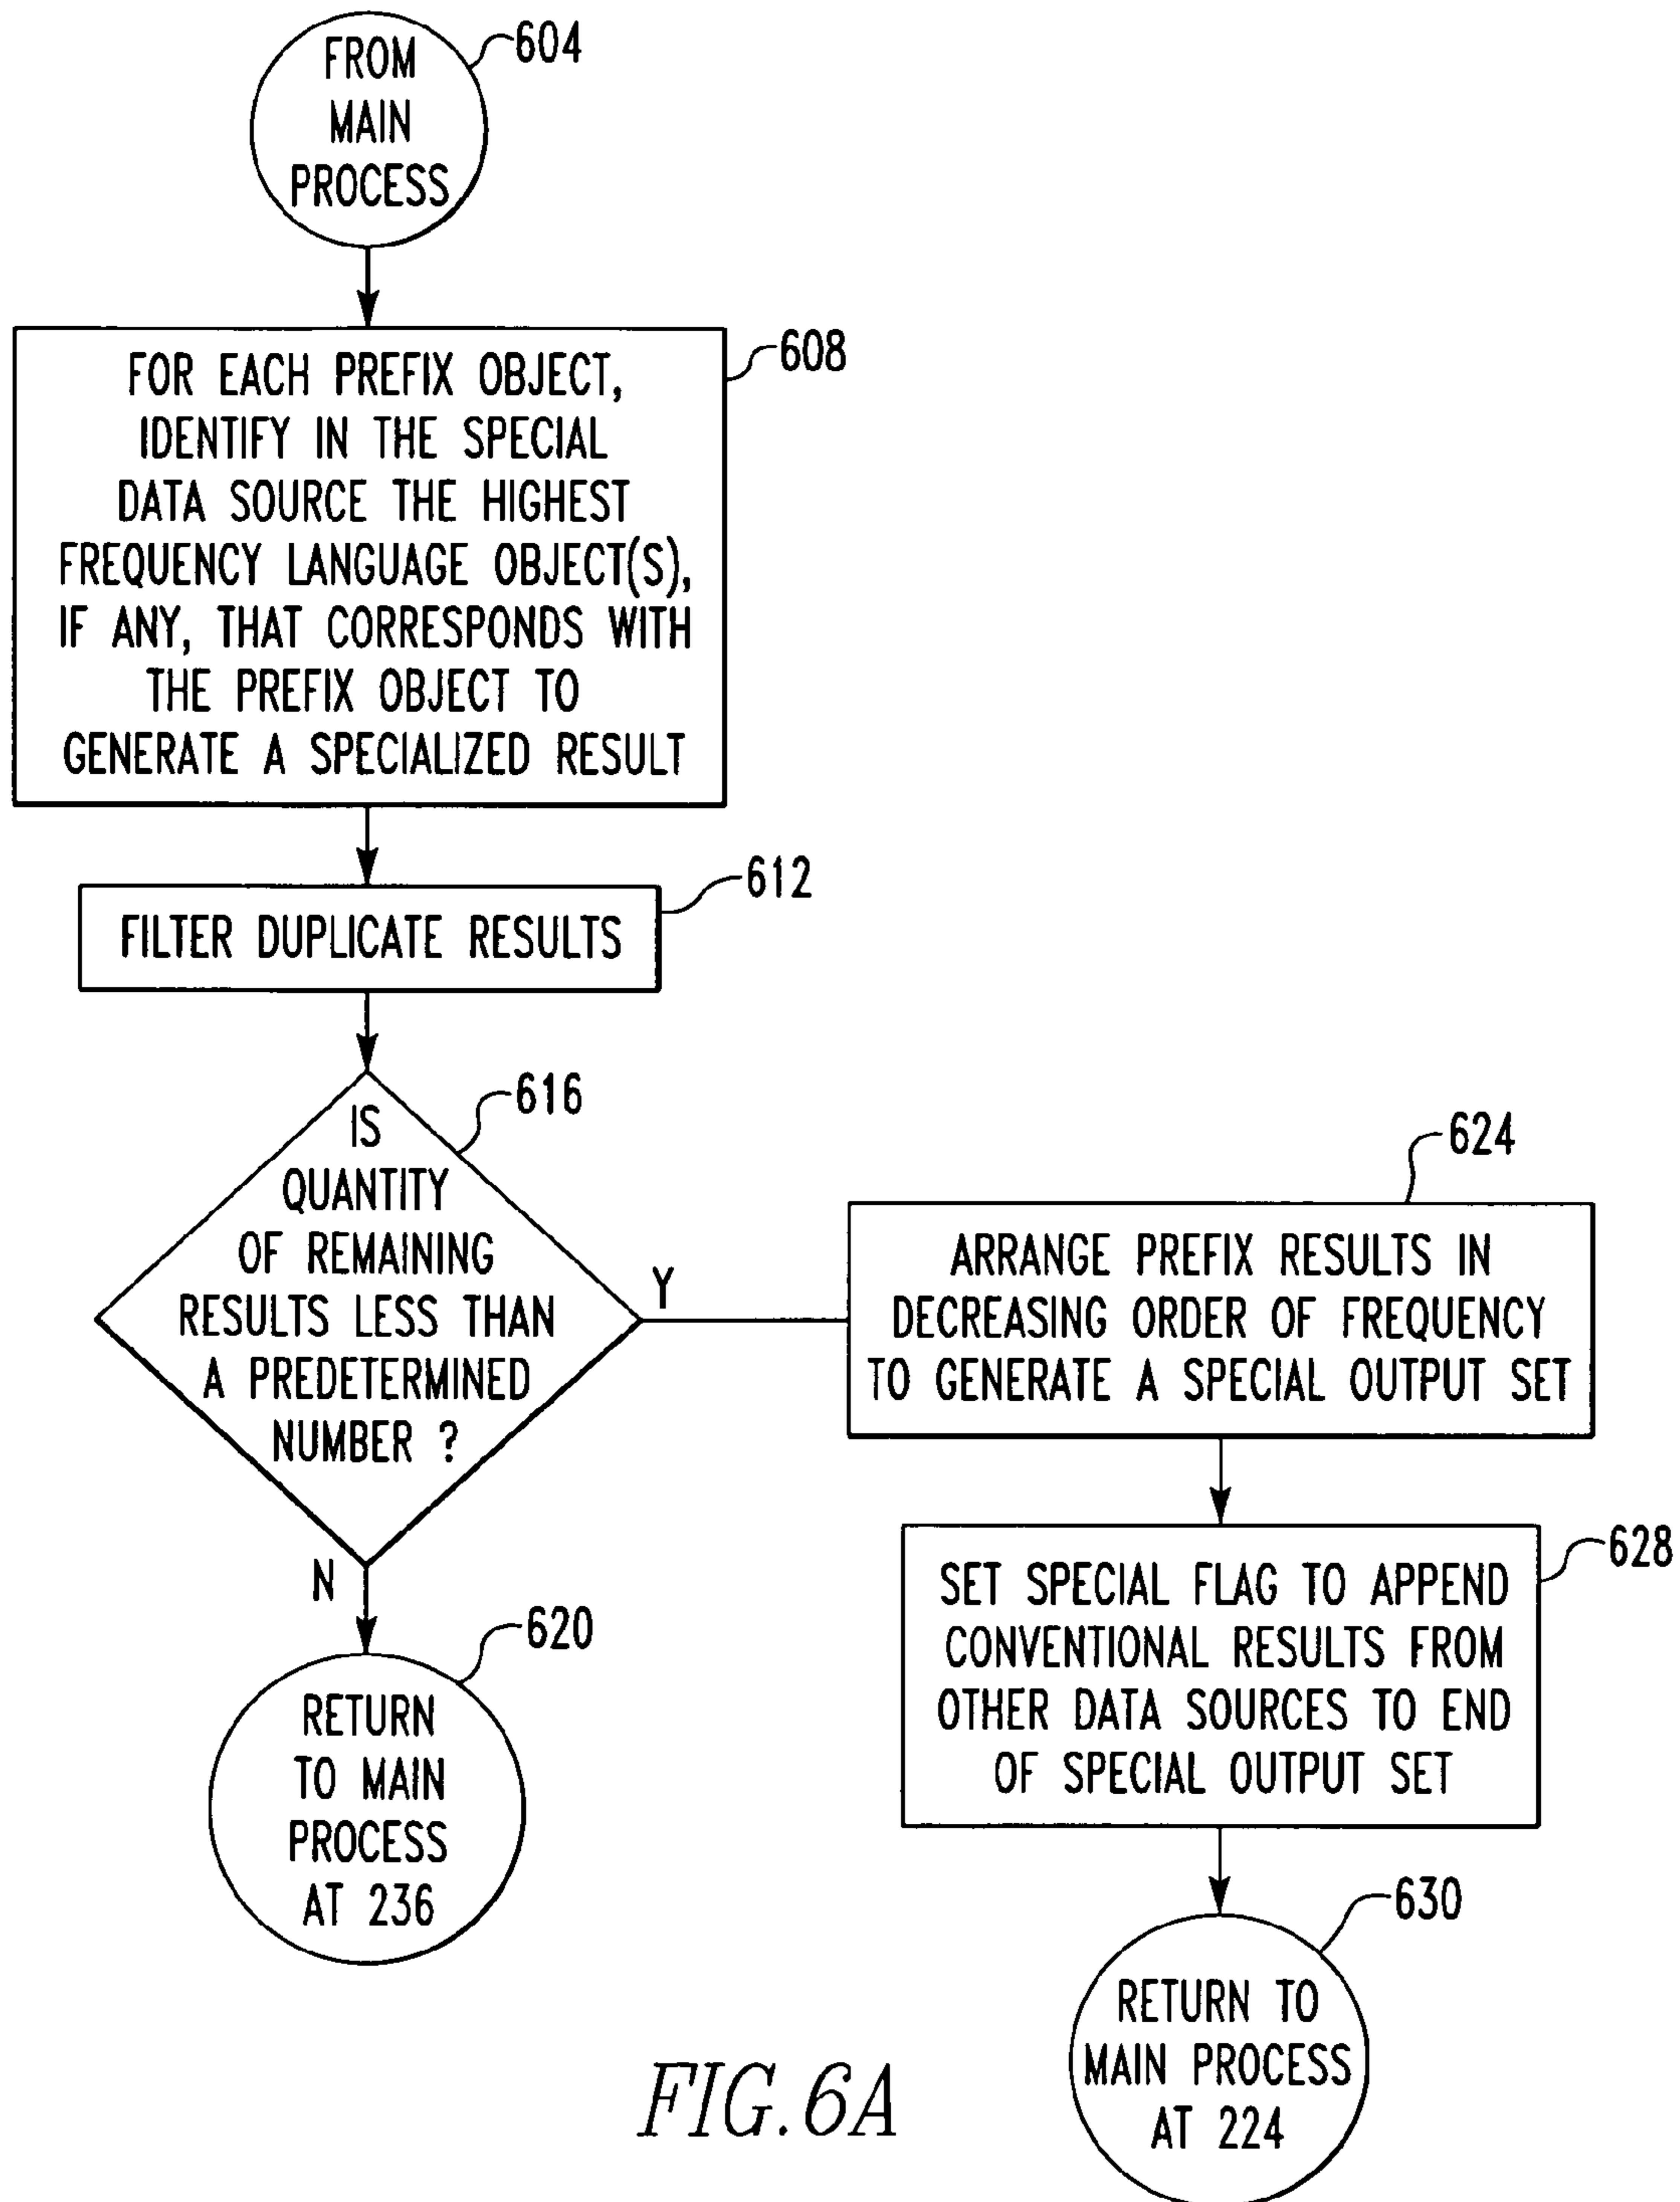 FROM
MAIN
PROCESS
604
FOR EACH PREFIX OBJECT,
IDENTIFY IN THE SPECIAL
DATA SOURCE THE HIGHEST
FREQUENCY LANGUAGE OBJECT(S),
IF ANY, THAT CORRESPONDS WITH
THE PREFIX OBJECT TO
GENERATE A SPECIALIZED RESULT
608
FILTER DUPLICATE RESULTS
612
IS
QUANTITY
OF REMAINING
RESULTS LESS THAN
A PREDETERMINED
NUMBER ?
616
Y
N
RETURN
TO MAIN
PROCESS
AT 236
620
ARRANGE PREFIX RESULTS IN
DECREASING ORDER OF FREQUENCY
TO GENERATE A SPECIAL OUTPUT SET
624
SET SPECIAL FLAG TO APPEND
CONVENTIONAL RESULTS FROM
OTHER DATA SOURCES TO END
OF SPECIAL OUTPUT SET
628
RETURN TO
MAIN PROCESS
AT 224
630
FIG.6A